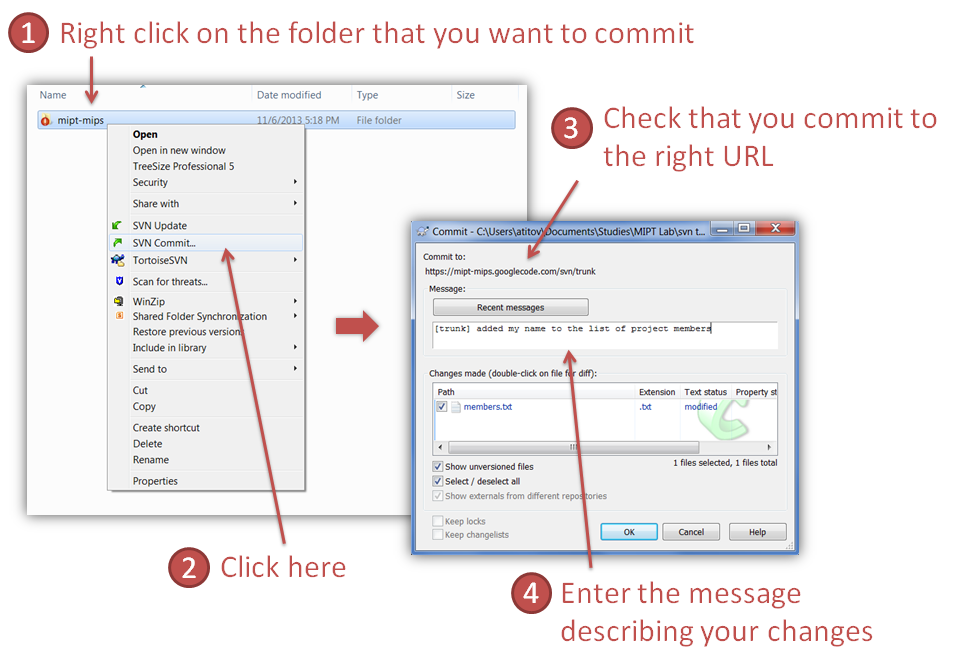 1 Right click on the folder that you want to commit
Name Date modified Type Size
mipt-mips 11/6/2013 5:18 PM File folder
Open
Open in new window
TreeSize Professional 5
Security
Share with
SVN Update
SVN Commit...
TortoiseSVN
Scan for threats...
WinZip
Shared Folder Synchronization
Restore previous versions
Include in library
Send to
Cut
Copy
Create shortcut
Delete
Rename
Properties
2 Click here
3 Check that you commit to
the right URL
Commit - C:\Users\atitov\Documents\Studies\MIPT Lab\svn t...
Commit to:
https://mipt-mips.googlecode.com/svn/trunk
Message:
Recent messages
[trunk] added my name to the list of project members
Changes made (double-click on file for diff):
Path Extension Text status Property st
members.txt .txt modified
1 files selected, 1 files total
Show unversioned files
Select / deselect all
Show externals from different repositories
Keep locks
Keep changelists
OK Cancel Help
4 Enter the message
describing your changes